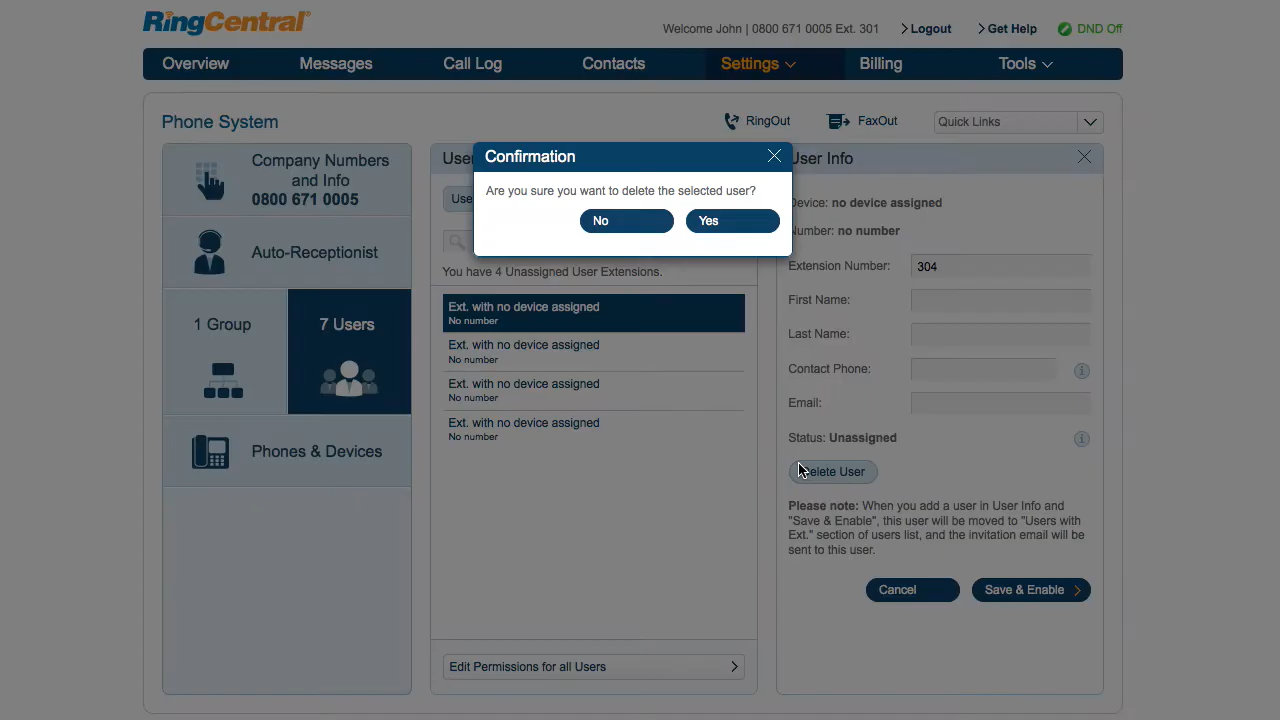 RingCentral®
Welcome John | 0800 671 0005 Ext. 301
Logout
Get Help
DND Off
Overview
Messages
Call Log
Contacts
Settings
Billing
Tools
Phone System
RingOut
FaxOut
Quick Links
Company Numbers
and Info
0800 671 0005
Auto-Receptionist
1 Group
7 Users
Phones & Devices
Confirmation
Are you sure you want to delete the selected user?
No
Yes
You have 4 Unassigned User Extensions.
Ext. with no device assigned
No number
Ext. with no device assigned
No number
Ext. with no device assigned
No number
Ext. with no device assigned
No number
Edit Permissions for all Users
User Info
Device: no device assigned
Number: no number
Extension Number:
304
First Name:
Last Name:
Contact Phone:
Email:
Status: Unassigned
Delete User
Please note: When you add a user in User Info and
"Save & Enable", this user will be moved to "Users with
Ext." section of users list, and the invitation email will be
sent to this user.
Cancel
Save & Enable